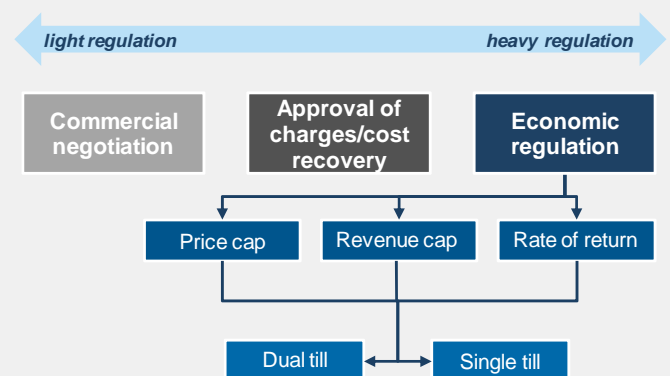 light regulation
heavy regulation
Commercial
negotiation
Approval of
charges/cost
recovery
Economic
regulation
Price cap
Revenue cap
Rate of return
Dual till
Single till